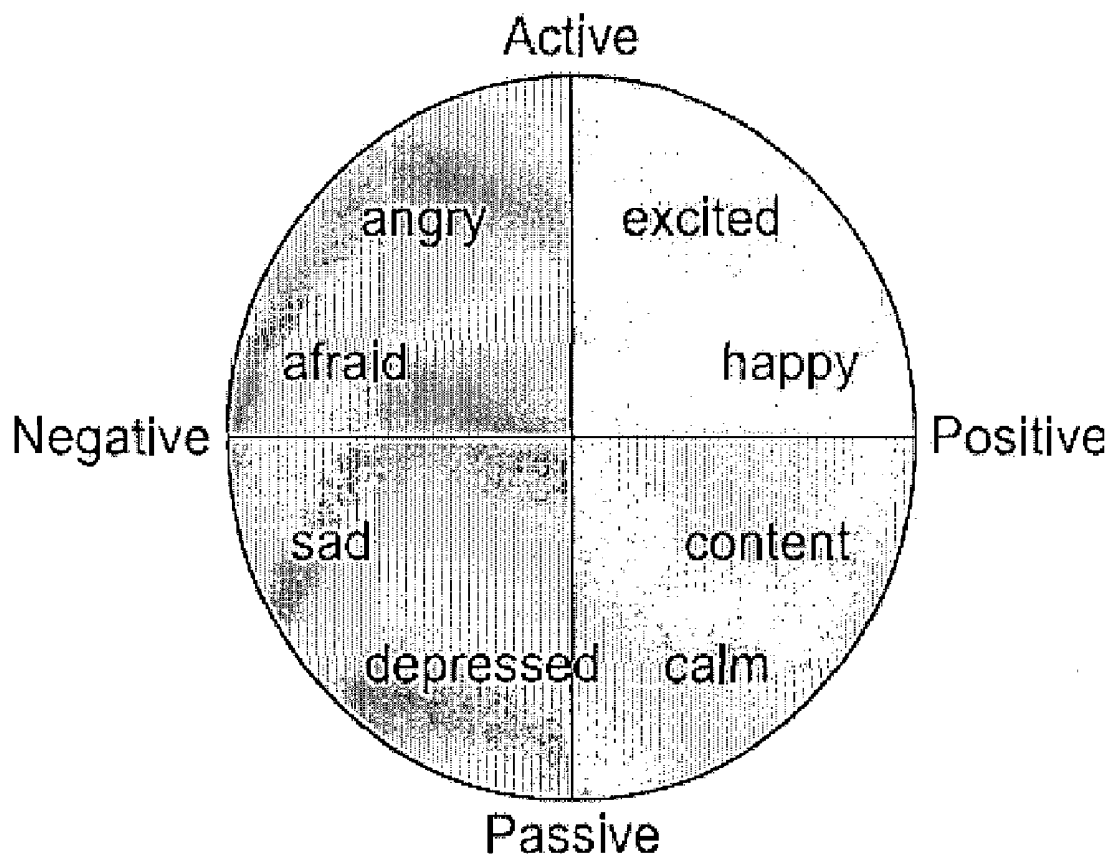 Active
angry excited
afraid happy
Negative Positive
sad content
depressed calm
Passive